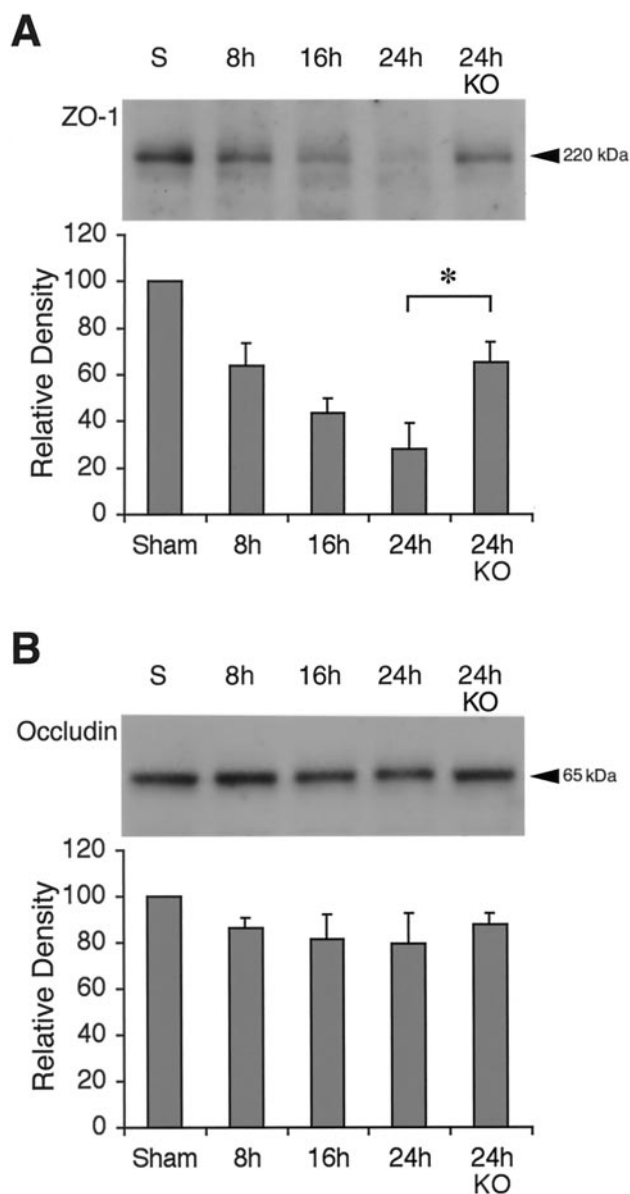 A
S 8h 16h 24h 24h
KO
ZO-1
220 kDa
120
100
80
60
40
20
0
Relative Density
*
Sham 8h 16h 24h 24h
KO
B
S 8h 16h 24h 24h
KO
Occludin
65 kDa
120
100
80
60
40
20
0
Relative Density
Sham 8h 16h 24h 24h
KO